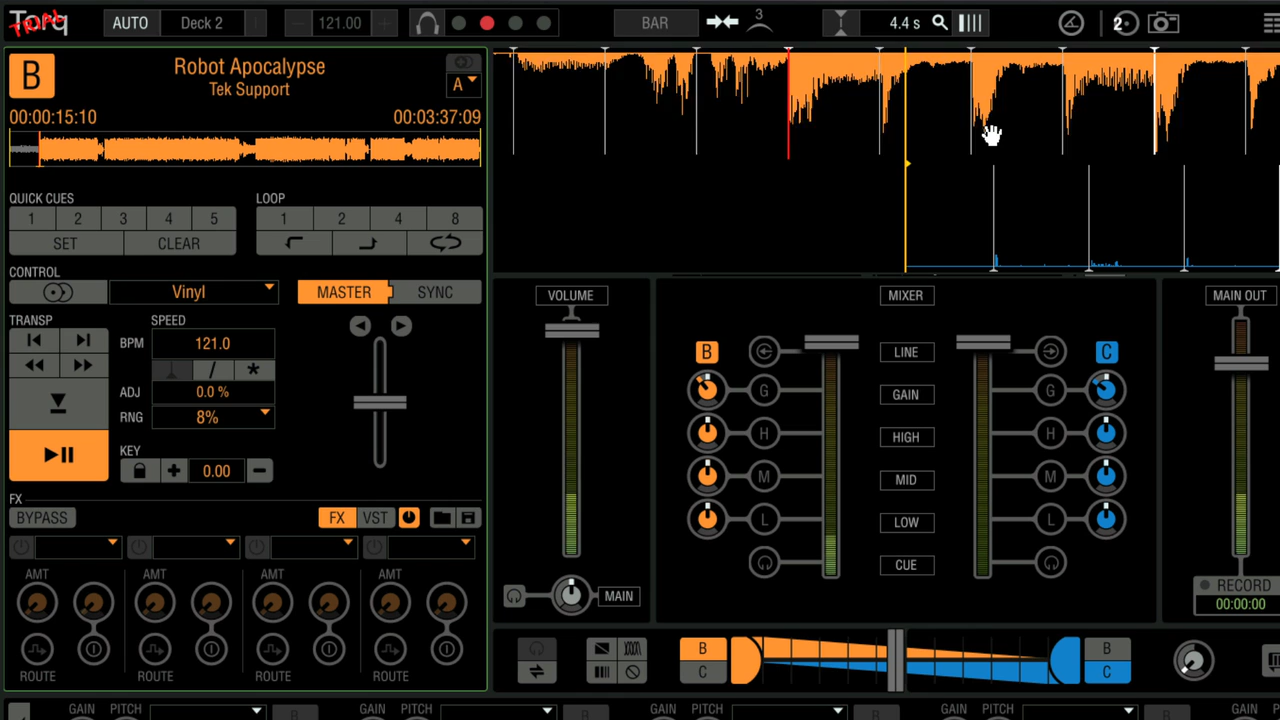 Torq TRIAL AUTO Deck 2 - 121.00 + BAR 3 4.4 s 2
B Robot Apocalypse A
Tek Support
00:00:15:10 00:03:37:09
QUICK CUES LOOP
1 2 3 4 5 1 2 4 8
SET CLEAR
CONTROL
Vinyl MASTER SYNC VOLUME MIXER MAIN OUT
TRANSP SPEED
BPM 121.0
B LINE C
/ *
ADJ 0.0 % G GAIN G
RNG 8%
H HIGH H
KEY
+ 0.00 - M MID M
FX
BYPASS FX VST L LOW L
CUE
AMT AMT AMT AMT
MAIN RECORD
00:00:00
B B
C C
ROUTE ROUTE ROUTE ROUTE
GAIN PITCH B GAIN PITCH B GAIN PITCH B GAIN PITCH